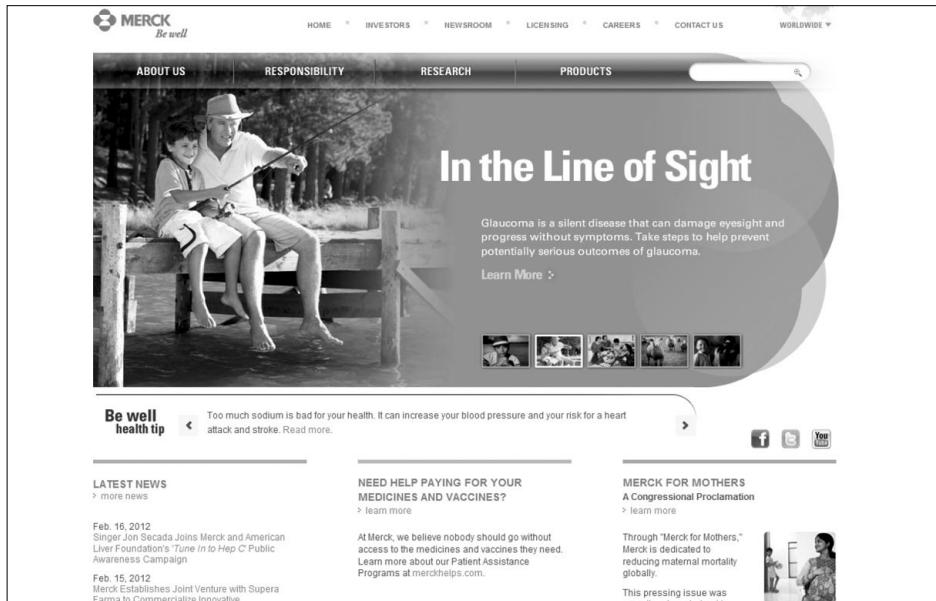 MERCK
Be well
HOME INVESTORS NEWSROOM LICENSING CAREERS CONTACT US WORLDWIDE
ABOUT US RESPONSIBILITY RESEARCH PRODUCTS
In the Line of Sight
Glaucoma is a silent disease that can damage eyesight and
progress without symptoms. Take steps to help prevent
potentially serious outcomes of glaucoma.
Learn More
Be well
health tip
Too much sodium is bad for your health. It can increase your blood pressure and your risk for a heart
attack and stroke. Read more.
f
You
Tube
LATEST NEWS
more news
Feb. 16, 2012
Singer Jon Secada Joins Merck and American
Liver Foundation's 'Tune In to Hep C' Public
Awareness Campaign
Feb. 15, 2012
Merck Establishes Joint Venture with Supera
Farma to Commercialize Innovative
NEED HELP PAYING FOR YOUR
MEDICINES AND VACCINES?
learn more
At Merck, we believe nobody should go without
access to the medicines and vaccines they need.
Learn more about our Patient Assistance
Programs at merckhelps.com.
MERCK FOR MOTHERS
A Congressional Proclamation
learn more
Through "Merck for Mothers,"
Merck is dedicated to
reducing maternal mortality
globally.
This pressing issue was